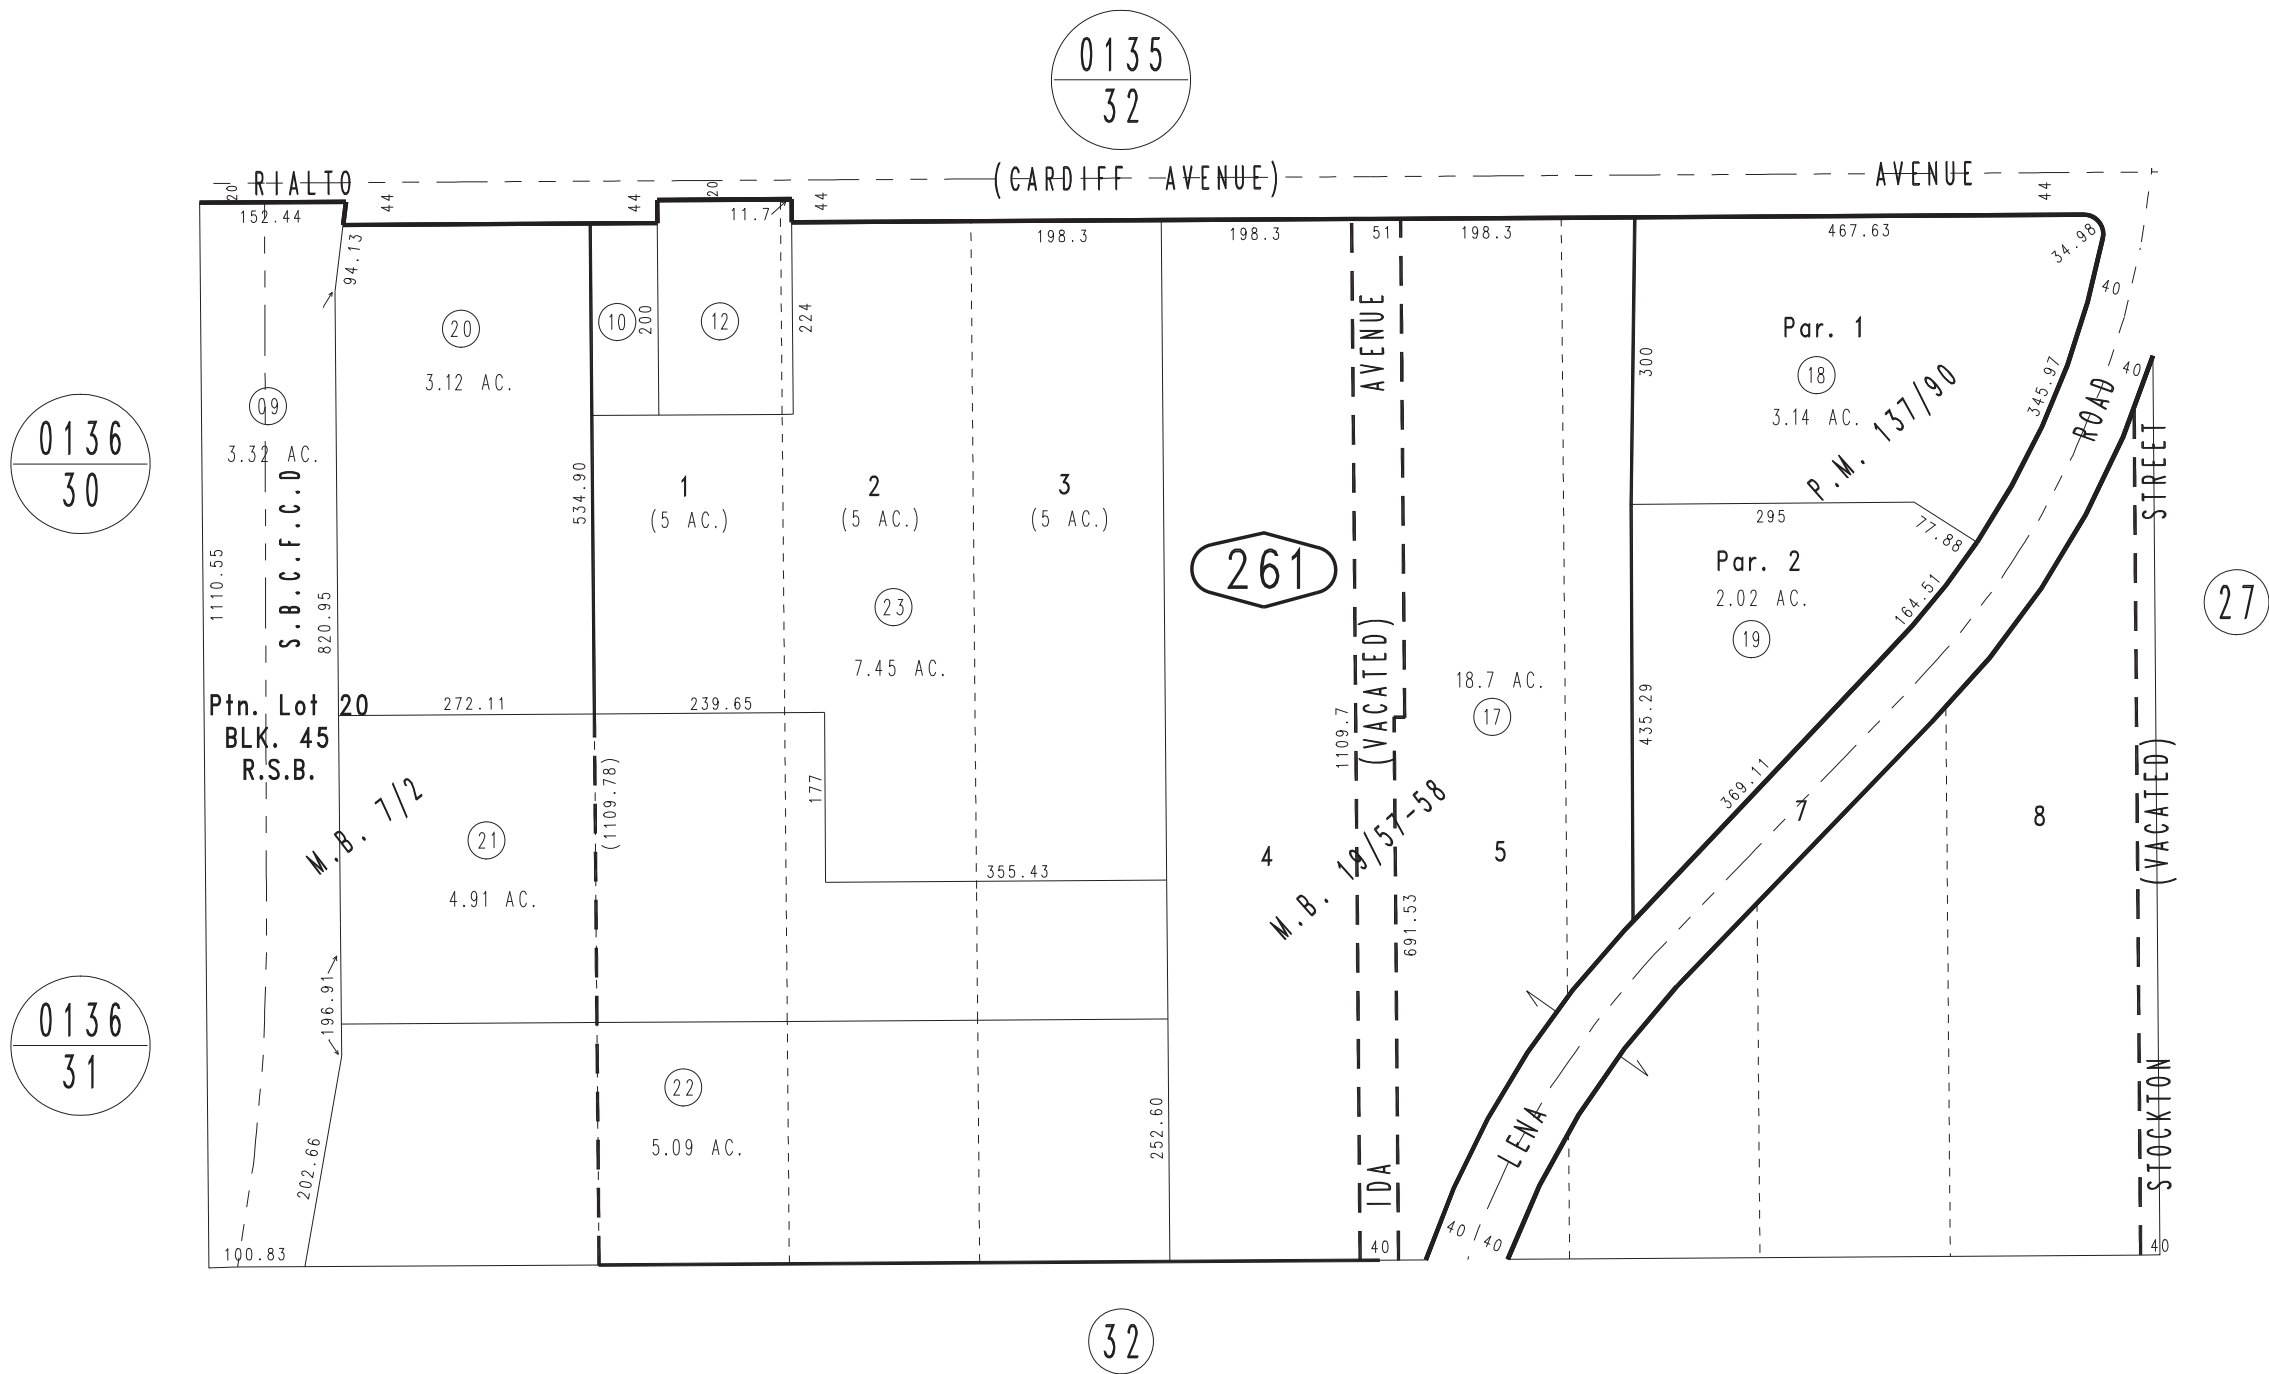 0135
32
RIALTO
(CARDIFF AVENUE)
AVENUE
20
152.44
44
44
20
11.7
44
198.3
198.3
51
198.3
467.63
44
34.98
94.13
40
20
3.12 AC.
10
200
12
224
AVENUE
300
Par. 1
18
3.14 AC.
P.M. 137/90
345.97
ROAD
40
09
3.32 AC.
0136
30
S.B.C.F.C.D
1110.55
820.95
534.90
1
(5 AC.)
2
(5 AC.)
3
(5 AC.)
261
295
77.88
STREET
Par. 2
2.02 AC.
19
164.51
27
23
7.45 AC.
(VACATED)
18.7 AC.
17
435.29
Ptn. Lot 20
BLK. 45
R.S.B.
272.11
239.65
1109.7
M.B. 7/2
(1109.78)
177
369.11
7
8
(VACATED)
21
4.91 AC.
355.43
4
M.B. 19/57-58
5
691.53
0136
31
196.91
22
5.09 AC.
252.60
202.66
LENA
STOCKTON
IDA
100.83
40
40
40
40
32